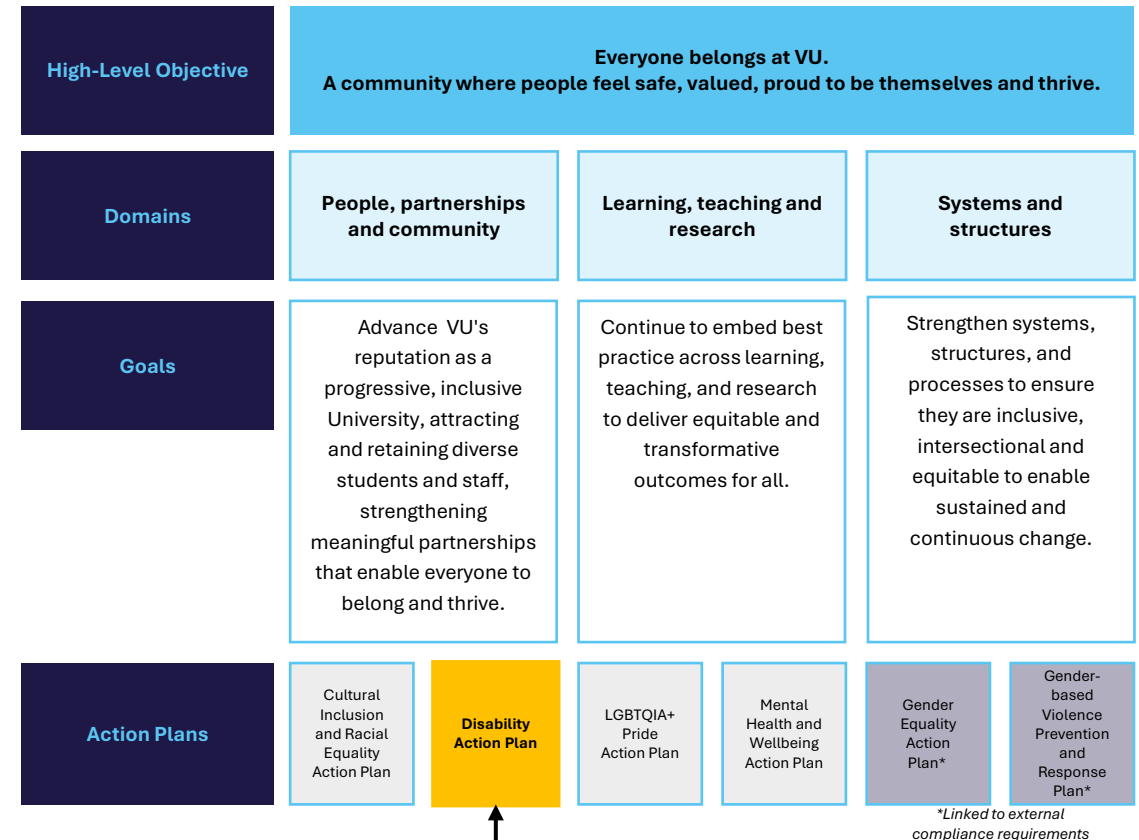 High-Level Objective
Everyone belongs at VU.
A community where people feel safe, valued, proud to be themselves and thrive.
Domains
People, partnerships
and community
Learning, teaching and
research
Systems and
structures
Goals
Advance VU's
reputation as a
progressive, inclusive
University, attracting
and retaining diverse
students and staff,
strengthening
meaningful partnerships
that enable everyone to
belong and thrive.
Continue to embed best
practice across learning,
teaching, and research
to deliver equitable and
transformative
outcomes for all.
Strengthen systems,
structures, and
processes to ensure
they are inclusive,
intersectional and
equitable to enable
sustained and
continuous change.
Action Plans
Cultural
Inclusion
and Racial
Equality
Action Plan
Disability
Action Plan
LGBTQIA+
Pride
Action Plan
Mental
Health and
Wellbeing
Action Plan
Gender
Equality
Action
Plan*
Gender-
based
Violence
Prevention
and
Response
Plan*
*Linked to external
compliance requirements